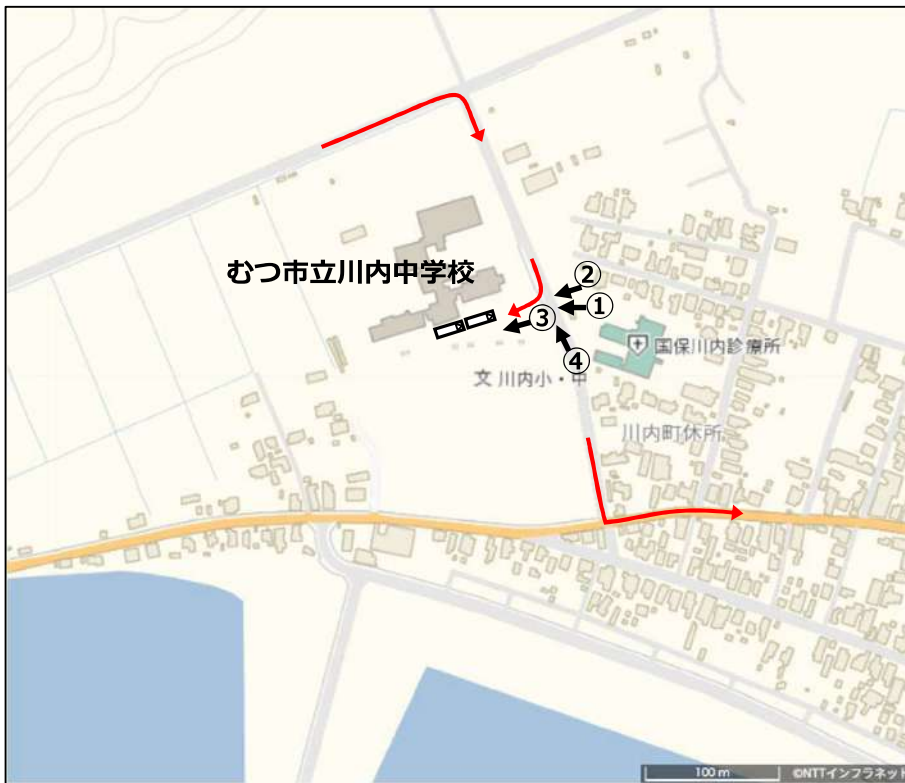 むつ市立川内中学校
②
①
③
④
国保川内診療所
文 川内小・中
川内町休所
100 m
©NTTインフラネット